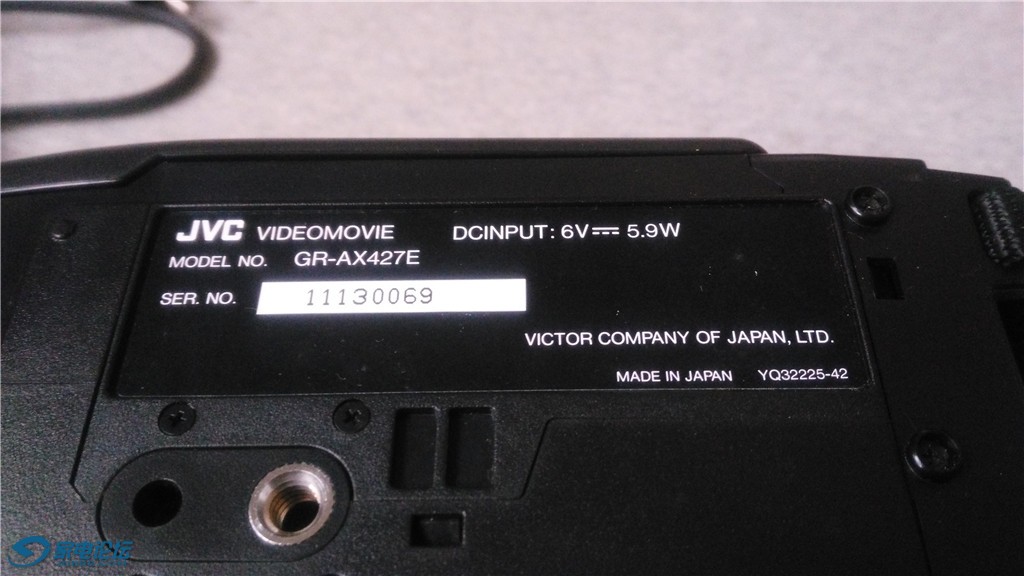 JVC VIDEOMOVIE DCINPUT: 6V⎓ 5.9W
MODEL NO. GR-AX427E
SER. NO. 11130069
VICTOR COMPANY OF JAPAN, LTD.
MADE IN JAPAN YQ32225-42